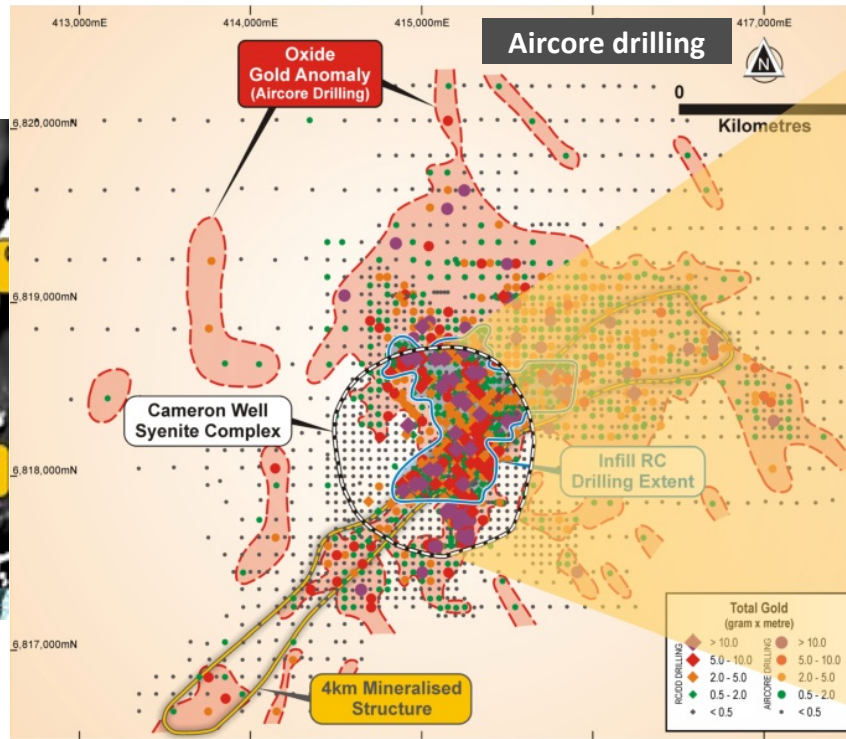 413,000mE
414,000mE
415,000mE
417,000mE
Aircore drilling
N
0
Kilometres
Oxide
Gold Anomaly
(Aircore Drilling)
6,820,000mN
6,819,000mN
Cameron Well
Syenite Complex
6,818,000mN
Infill RC
Drilling Extent
6,817,000mN
4km Mineralised
Structure
Total Gold
(gram x metre)
RC/DD DRILLING
AIRCORE DRILLING
> 10.0 > 10.0
5.0 - 10.0 5.0 - 10.0
2.0 - 5.0 2.0 - 5.0
0.5 - 2.0 0.5 - 2.0
< 0.5 < 0.5